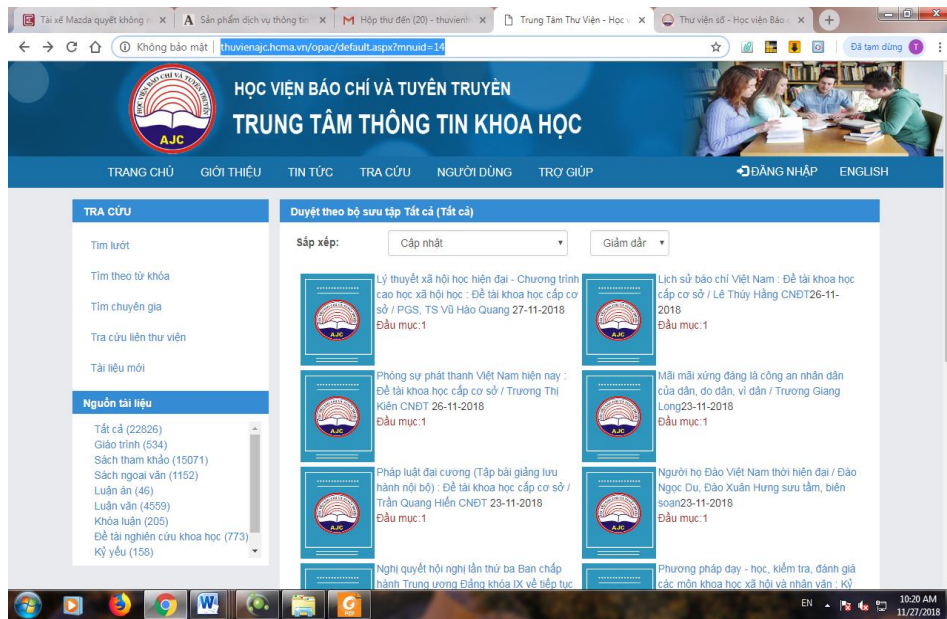 Tài xế Mazda quyết không
Sản phẩm dịch vụ thông tin
Hộp thư đến (20) - thuvienh
Trung Tâm Thư Viện - Học v
Thư viện số - Học viện Báo
Không bảo mật | thuvienajc.hcma.vn/opac/default.aspx?mnuid=14
Đã tạm dừng T
HỌC VIỆN BÁO CHÍ VÀ TUYÊN TRUYỀN
TRUNG TÂM THÔNG TIN KHOA HỌC
AJC
TRANG CHỦ GIỚI THIỆU TIN TỨC TRA CỨU NGƯỜI DÙNG TRỢ GIÚP ĐĂNG NHẬP ENGLISH
TRA CỨU
Tìm lướt
Tìm theo từ khóa
Tìm chuyên gia
Tra cứu liên thư viện
Tài liệu mới
Nguồn tài liệu
Tất cả (22826)
Giáo trình (534)
Sách tham khảo (15071)
Sách ngoại văn (1152)
Luận án (46)
Luận văn (4559)
Khóa luận (205)
Đề tài nghiên cứu khoa học (773)
Kỷ yếu (158)
Duyệt theo bộ sưu tập Tất cả (Tất cả)
Sắp xếp: Cập nhật Giảm dần
Lý thuyết xã hội học hiện đại - Chương trình
cao học xã hội học : Đề tài khoa học cấp cơ
sở / PGS, TS Vũ Hào Quang 27-11-2018
Đầu mục:1
Lịch sử báo chí Việt Nam : Đề tài khoa học
cấp cơ sở / Lê Thúy Hằng CNĐT26-11-
2018
Đầu mục:1
Phóng sự phát thanh Việt Nam hiện nay :
Đề tài khoa học cấp cơ sở / Trương Thị
Kiên CNĐT 26-11-2018
Đầu mục:1
Mãi mãi xứng đáng là công an nhân dân
của dân, do dân, vì dân / Trương Giang
Long23-11-2018
Đầu mục:1
Pháp luật đại cương (Tập bài giảng lưu
hành nội bộ) : Đề tài khoa học cấp cơ sở /
Trần Quang Hiển CNĐT 23-11-2018
Đầu mục:1
Người họ Đào Việt Nam thời hiện đại / Đào
Ngọc Du, Đào Xuân Hưng sưu tầm, biên
soạn23-11-2018
Đầu mục:1
Nghị quyết hội nghị lần thứ ba Ban chấp
hành Trung ương Đảng khóa IX về tiếp tục
Phương pháp dạy - học, kiểm tra, đánh giá
các môn khoa học xã hội và nhân văn : Kỷ
EN
10:20 AM
11/27/2018